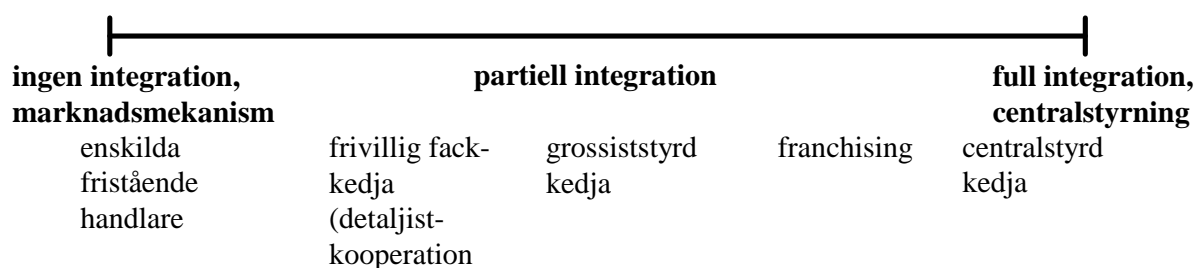 ingen integration,
marknadsmekanism
partiell integration
full integration,
centralstyrning
enskilda
fristående
handlare
frivillig fack-
kedja
(detaljist-
kooperation
grossiststyrd
kedja
franchising
centralstyrd
kedja